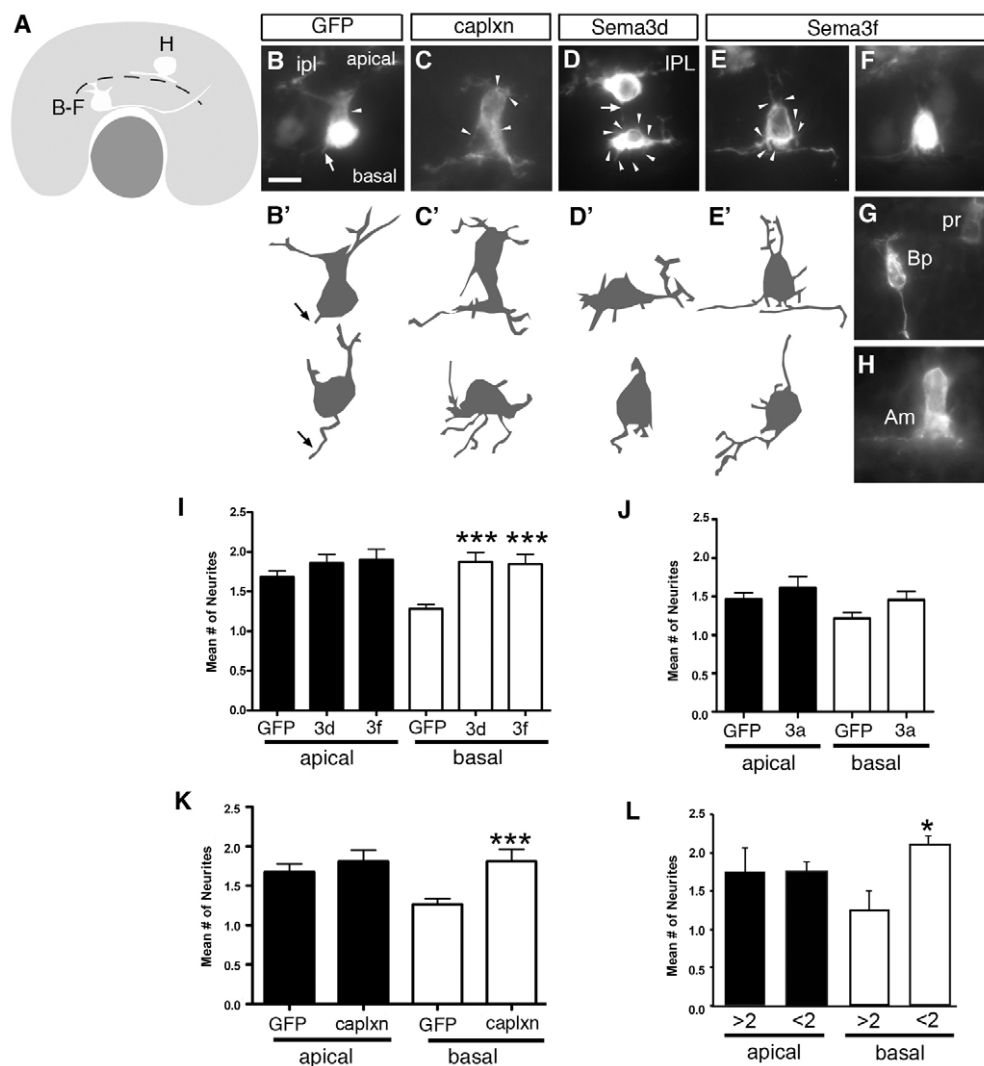 A
GFP
caplxn
Sema3d
Sema3f
H
B-F
B
ipl
apical
basal
C
D
IPL
E
F
B'
C'
D'
E'
G
pr
Bp
H
Am
I
Mean # of Neurites
2.5
2.0
1.5
1.0
0.5
0.0
*** ***
GFP 3d 3f GFP 3d 3f
apical basal
J
Mean # of Neurites
2.5
2.0
1.5
1.0
0.5
0.0
GFP 3a GFP 3a
apical basal
K
Mean # of Neurites
2.5
2.0
1.5
1.0
0.5
0.0
***
GFP caplxn GFP caplxn
apical basal
L
Mean # of Neurites
2.5
2.0
1.5
1.0
0.5
0.0
*
>2 <2 >2 <2
apical basal